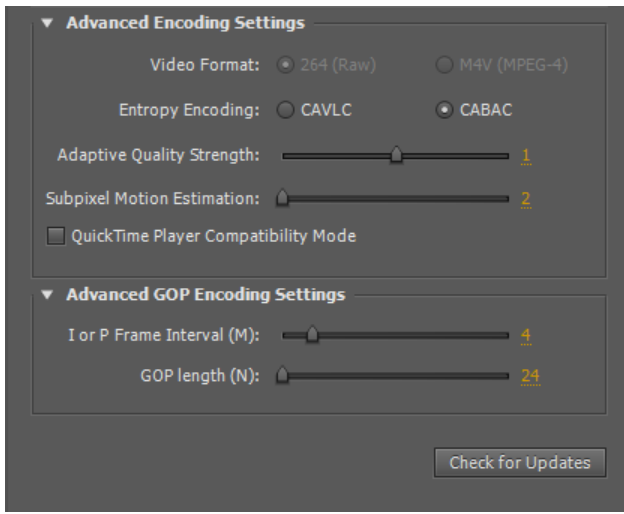 Advanced Encoding Settings
Video Format: 264 (Raw) M4V (MPEG-4)
Entropy Encoding: CAVLC CABAC
Adaptive Quality Strength: 1
Subpixel Motion Estimation: 2
QuickTime Player Compatibility Mode
Advanced GOP Encoding Settings
I or P Frame Interval (M): 4
GOP length (N): 24
Check for Updates